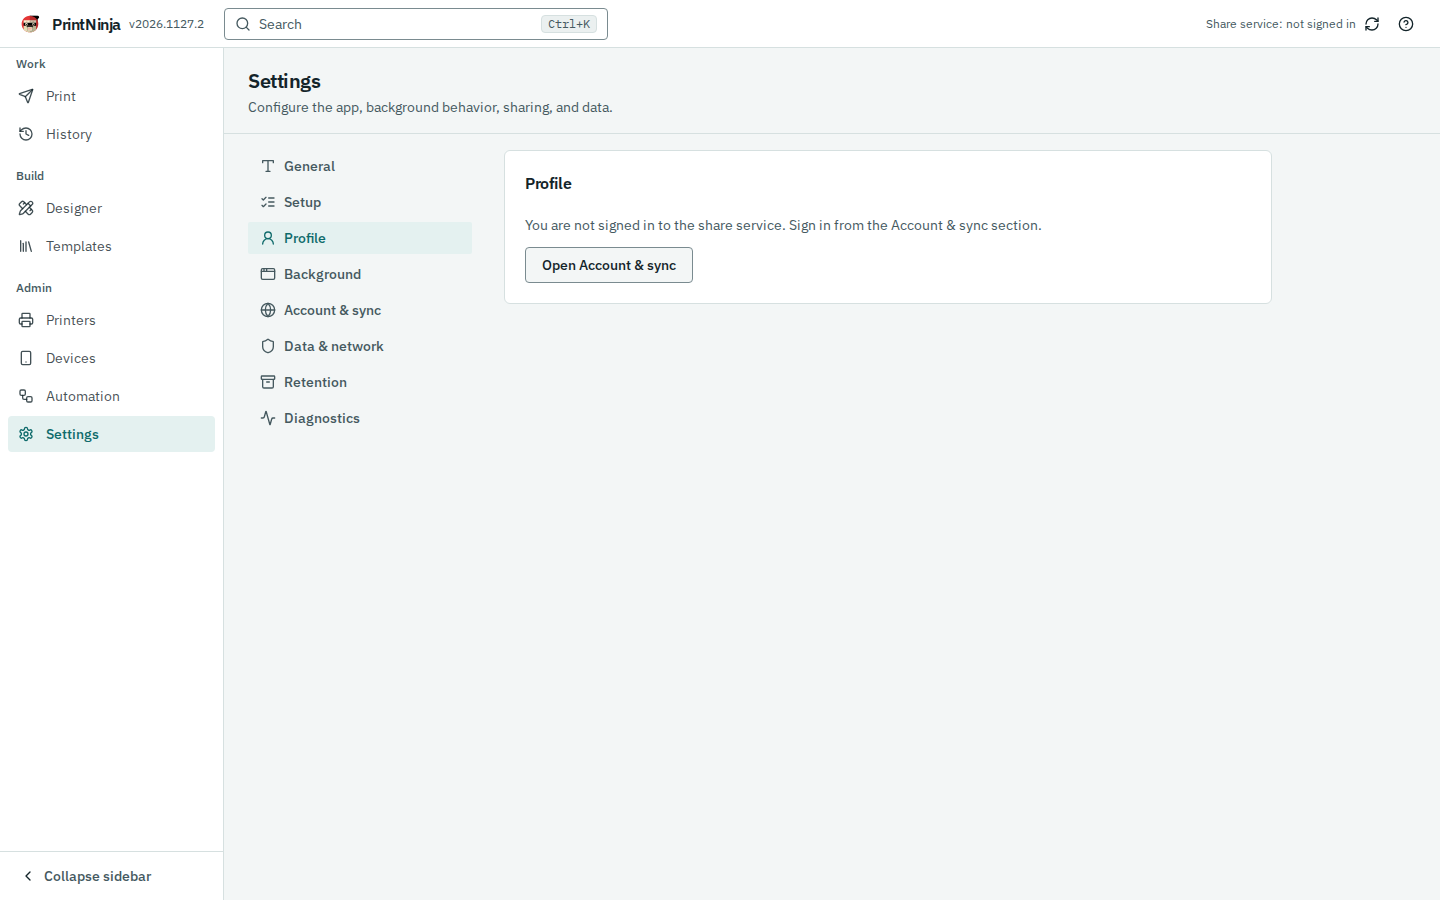 PrintNinja v2026.1127.2
Search Ctrl+K
Share service: not signed in
Work
Print
History
Build
Designer
Templates
Admin
Printers
Devices
Automation
Settings
Collapse sidebar
Settings
Configure the app, background behavior, sharing, and data.
General
Setup
Profile
Background
Account & sync
Data & network
Retention
Diagnostics
Profile
You are not signed in to the share service. Sign in from the Account & sync section.
Open Account & sync